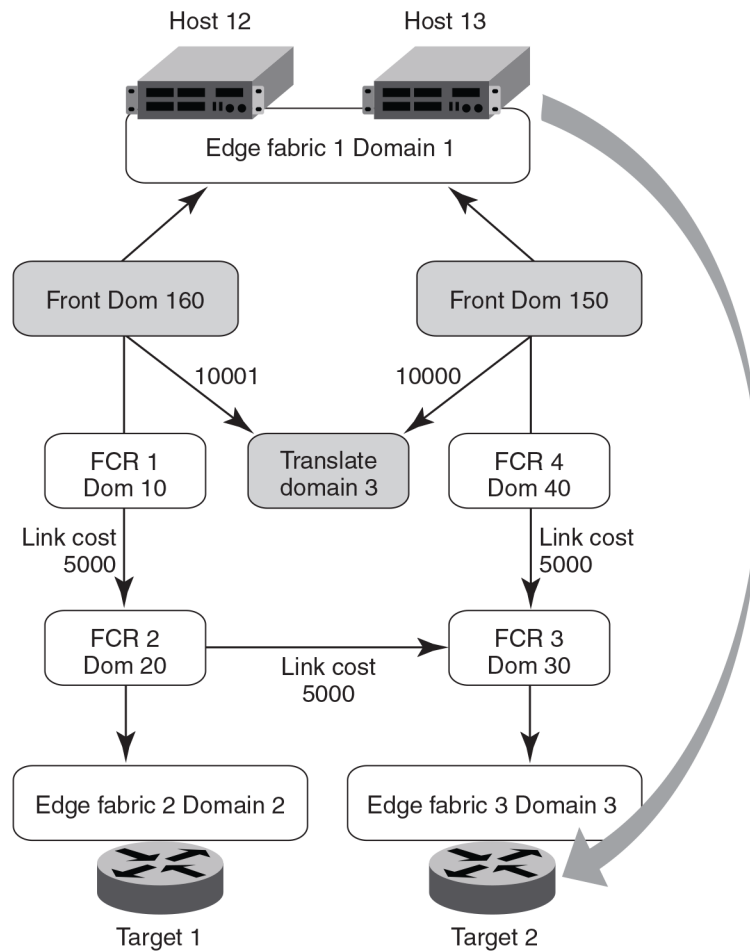 Host 12
Host 13
Edge fabric 1 Domain 1
Front Dom 160
Front Dom 150
10001
10000
FCR 1
Dom 10
Translate
domain 3
FCR 4
Dom 40
Link cost
5000
Link cost
5000
FCR 2
Dom 20
Link cost
5000
FCR 3
Dom 30
Edge fabric 2 Domain 2
Edge fabric 3 Domain 3
Target 1
Target 2